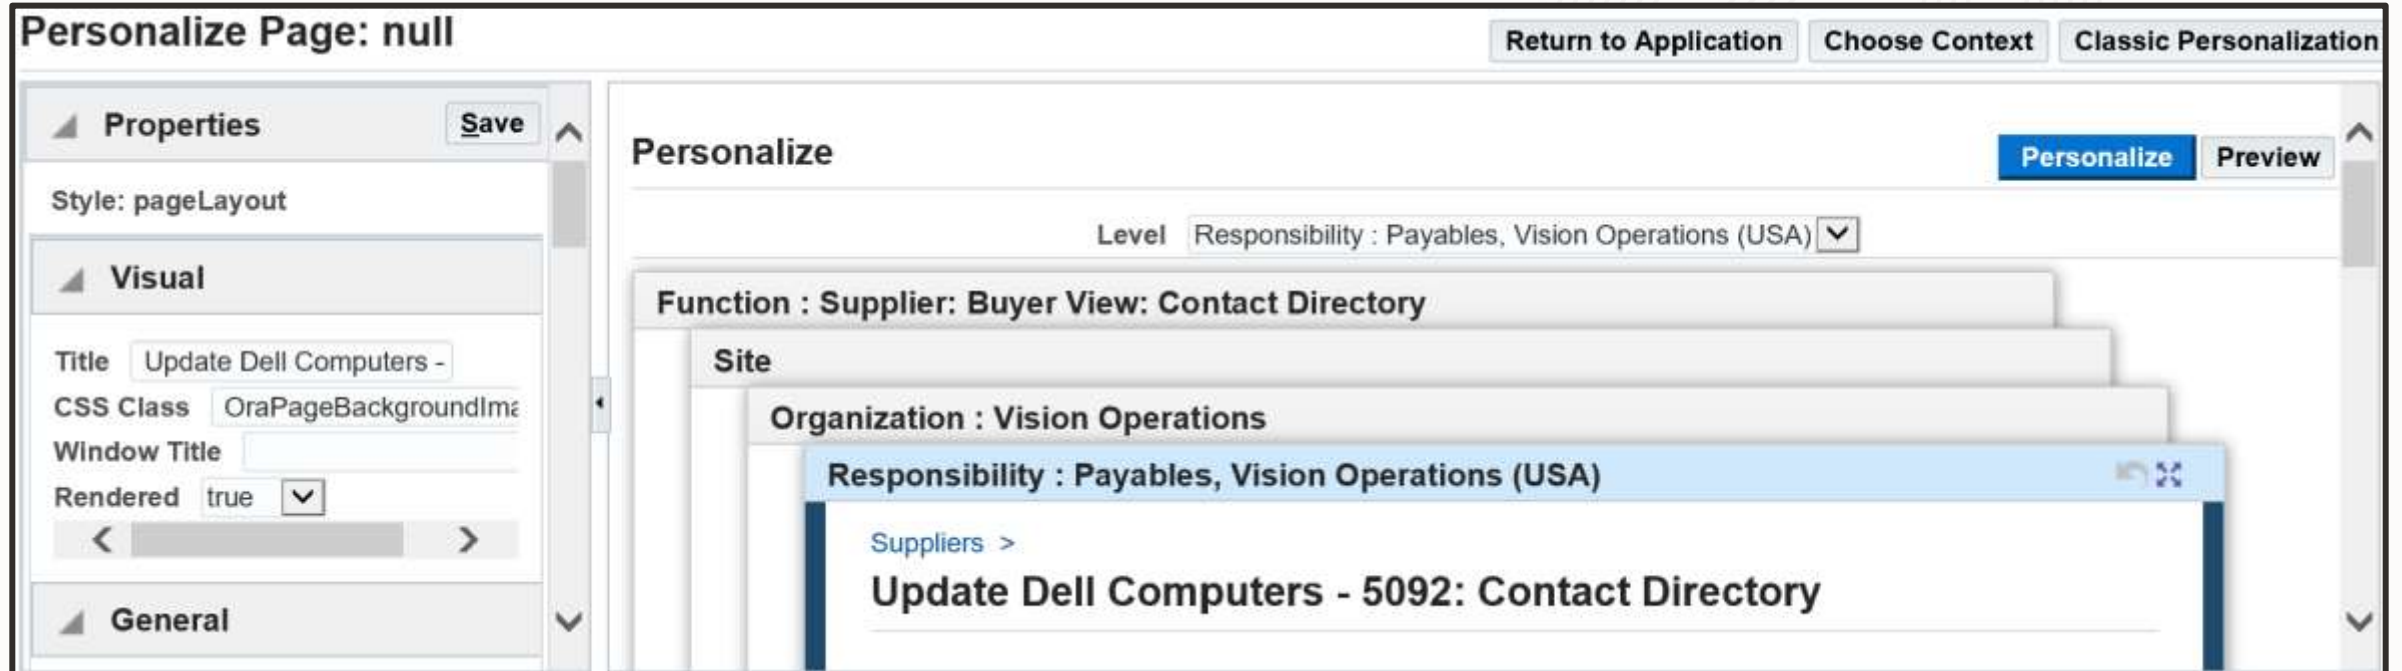 Personalize Page: null
Return to Application Choose Context Classic Personalization
Properties Save
Style: pageLayout
Visual
Title Update Dell Computers -
CSS Class OraPageBackgroundIma
Window Title
Rendered true
General
Personalize
Personalize Preview
Level Responsibility : Payables, Vision Operations (USA)
Function : Supplier: Buyer View: Contact Directory
Site
Organization : Vision Operations
Responsibility : Payables, Vision Operations (USA)
Suppliers >
Update Dell Computers - 5092: Contact Directory